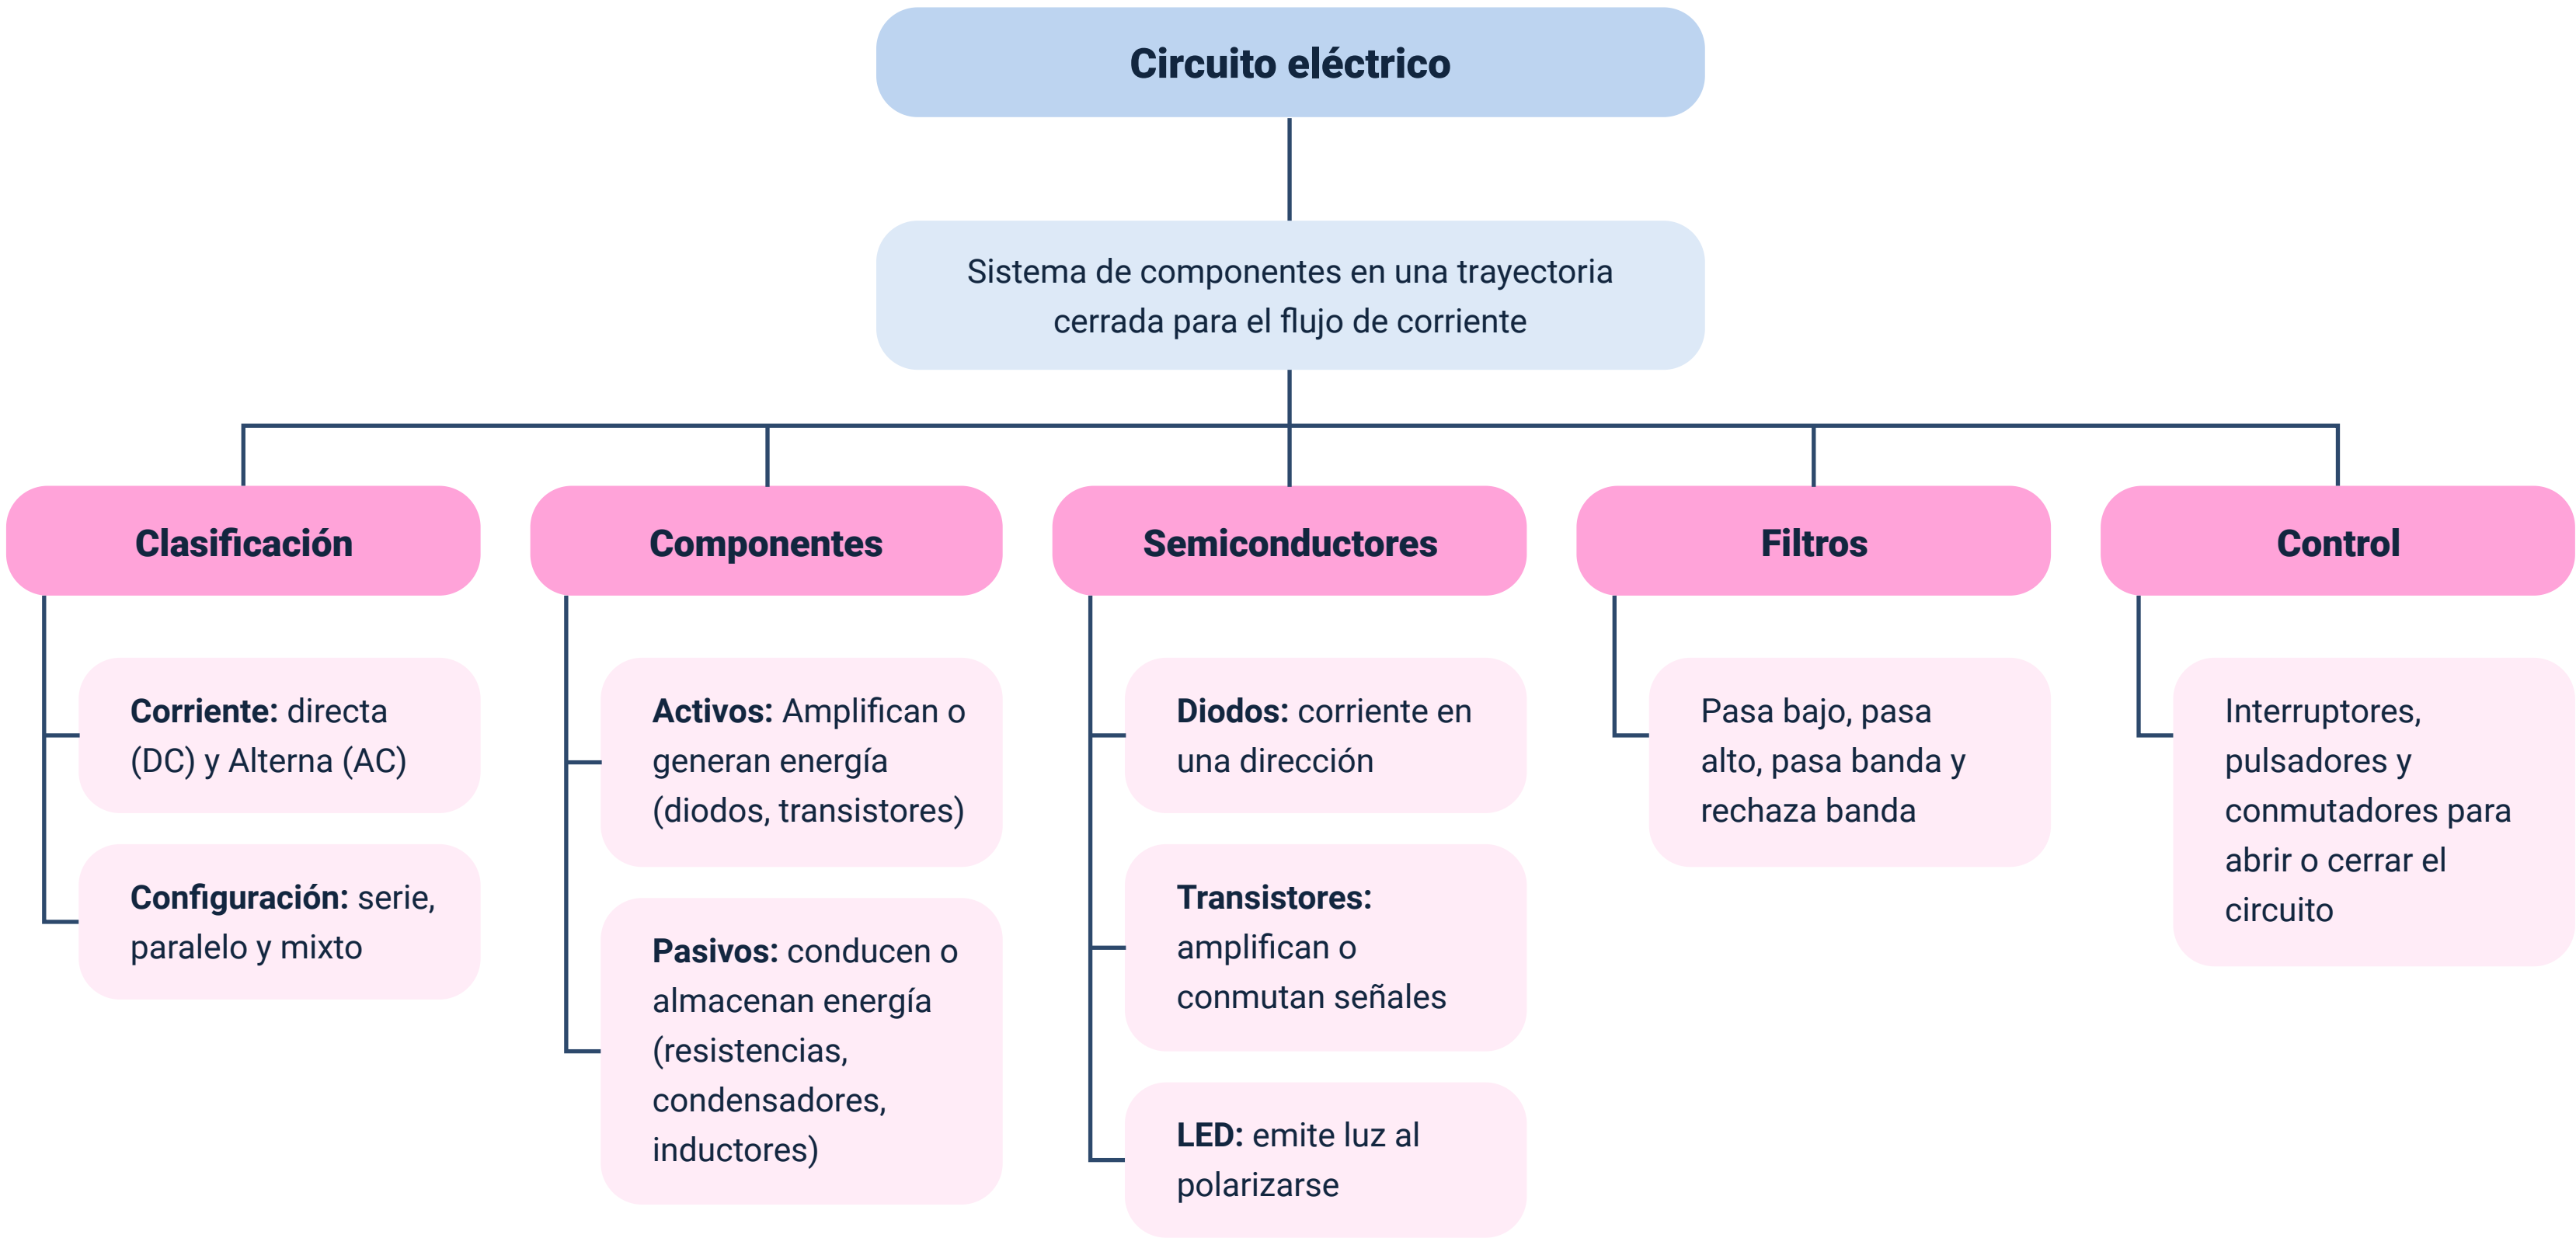 Circuito eléctrico
Sistema de componentes en una trayectoria
cerrada para el flujo de corriente
Clasificación
Corriente: directa
(DC) y Alterna (AC)
Configuración: serie,
paralelo y mixto
Componentes
Activos: Amplifican o
generan energía
(diodos, transistores)
Pasivos: conducen o
almacenan energía
(resistencias,
condensadores,
inductores)
Semiconductores
Diodos: corriente en
una dirección
Transistores:
amplifican o
conmutan señales
LED: emite luz al
polarizarse
Filtros
Pasa bajo, pasa
alto, pasa banda y
rechaza banda
Control
Interruptores,
pulsadores y
conmutadores para
abrir o cerrar el
circuito